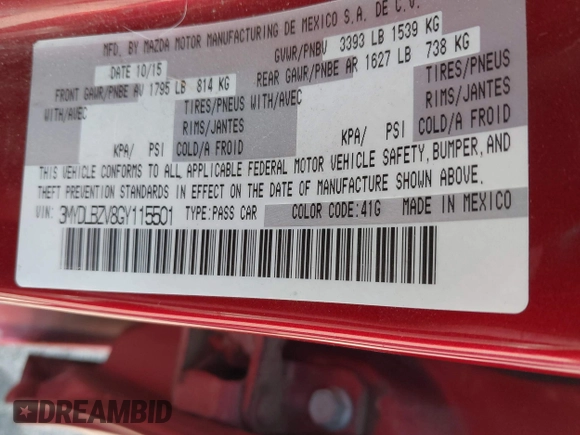 MFD. BY MAZDA MOTOR MANUFACTURING DE MEXICO S.A. DE C.V.
DATE 10/15 GVWR/PNBV 3393 LB 1539 KG
FRONT GAWR/PNBE AV 1795 LB 814 KG REAR GAWR/PNBE AR 1627 LB 738 KG
WITH/AVEC TIRES/PNEUS WITH/AVEC TIRES/PNEUS
RIMS/JANTES RIMS/JANTES
KPA/ PSI COLD/A FROID KPA/ PSI COLD/A FROID
THIS VEHICLE CONFORMS TO ALL APPLICABLE FEDERAL MOTOR VEHICLE SAFETY, BUMPER, AND
THEFT PREVENTION STANDARDS IN EFFECT ON THE DATE OF MANUFACTURE SHOWN ABOVE.
VIN: 3MYDLBZV8GY115501 TYPE:PASS CAR COLOR CODE:41G MADE IN MEXICO
DREAMBID